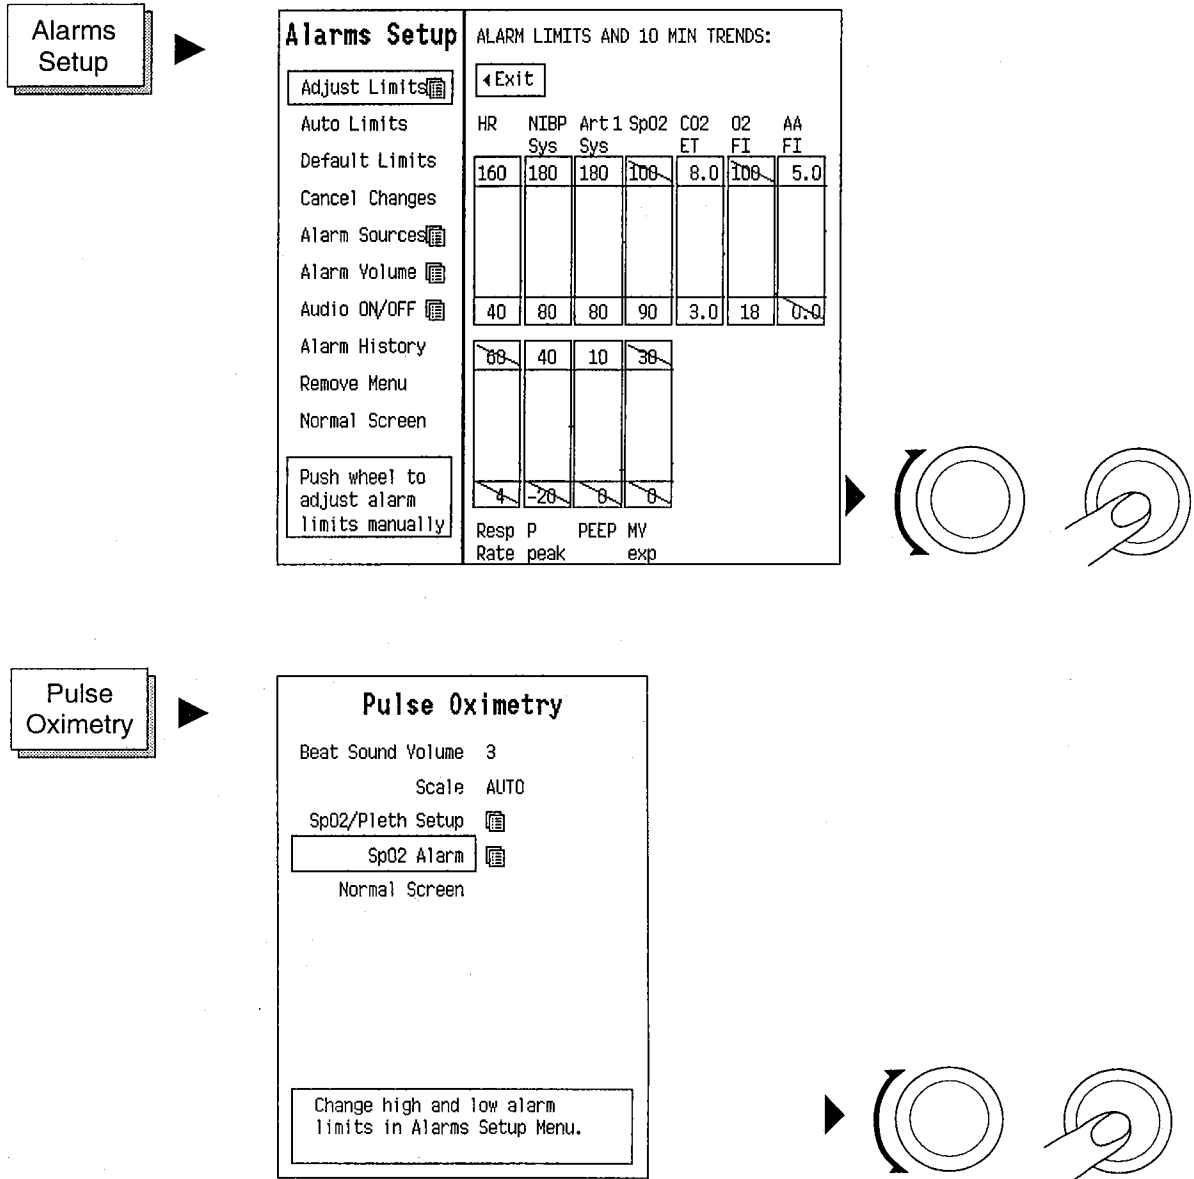 Alarms
Setup
Alarms Setup
Adjust Limits
Auto Limits
Default Limits
Cancel Changes
Alarm Sources
Alarm Volume
Audio ON/OFF
Alarm History
Remove Menu
Normal Screen
Push wheel to
adjust alarm
limits manually
ALARM LIMITS AND 10 MIN TRENDS:
Exit
HR NIBP Art 1 SpO2 CO2 O2 AA
Sys Sys ET FI FI
160 180 180 100 8.0 100 5.0
40 80 80 90 3.0 18 0.0
60 40 10 30
4 -20 0 0
Resp P PEEP MV
Rate peak exp
Pulse
Oximetry
Pulse Oximetry
Beat Sound Volume 3
Scale AUTO
SpO2/Pleth Setup
SpO2 Alarm
Normal Screen
Change high and low alarm
limits in Alarms Setup Menu.